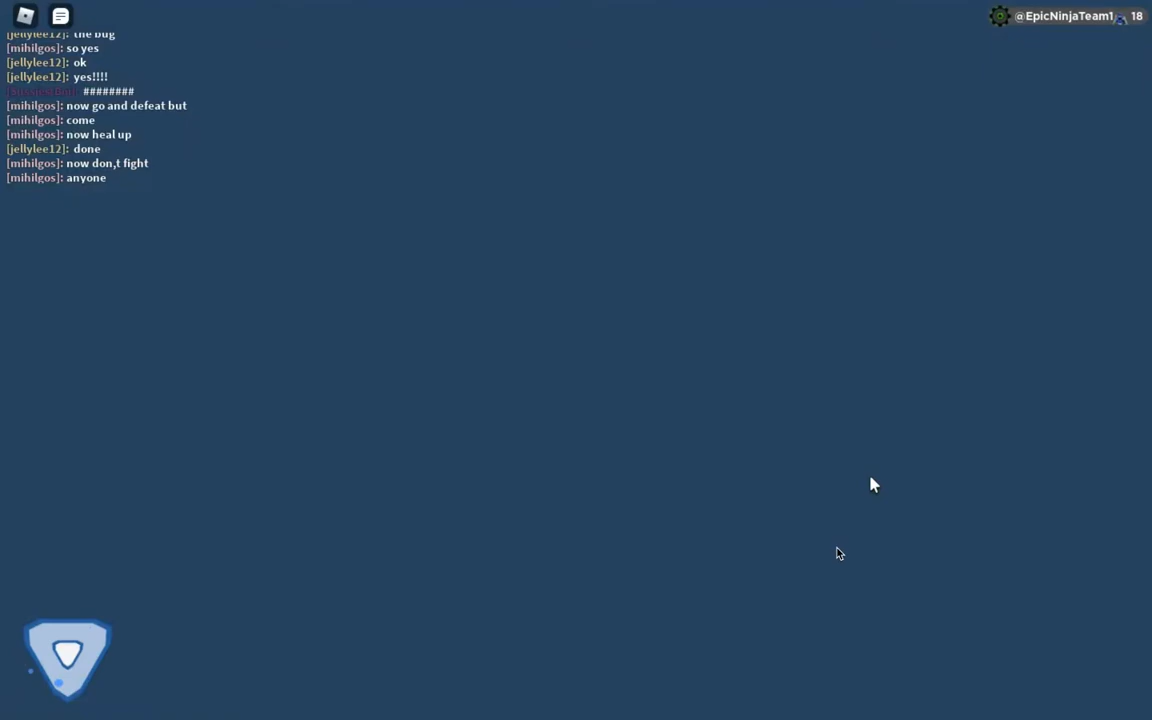 [jellylee12]: the bug
[mihilgos]: so yes
[jellylee12]: ok
[jellylee12]: yes!!!!
########
[mihilgos]: now go and defeat but
[mihilgos]: come
[mihilgos]: now heal up
[jellylee12]: done
[mihilgos]: now don,t fight
[mihilgos]: anyone
@EpicNinjaTeam1 18